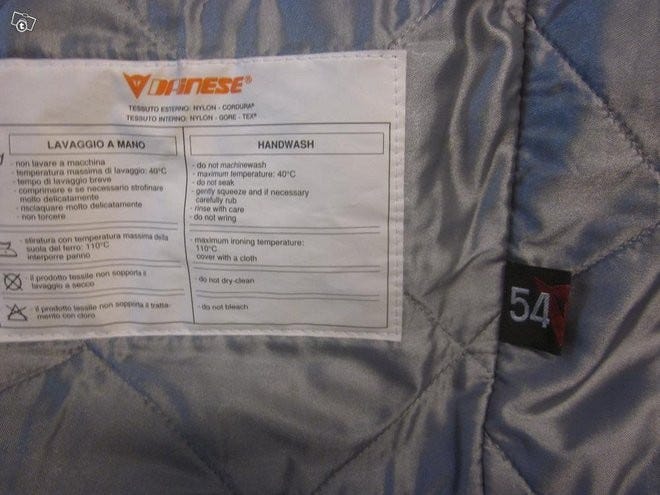 DAINESE®
TESSUTO ESTERNO: NYLON - CORDURA®
TESSUTO INTERNO: NYLON - GORE - TEX®
LAVAGGIO A MANO
- non lavare a macchina
- temperatura massima di lavaggio: 40°C
- tempo di lavaggio breve
- comprimere e se necessario strofinare
molto delicatamente
- risciaquare molto delicatamente
- non torcere
- stiratura con temperatura massima della
suola del ferro: 110°C
interporre panno
- il prodotto tessile non sopporta il
lavaggio a secco
- il prodotto tessile non sopporta il tratta-
mento con cloro
HANDWASH
- do not machinewash
- maximum temperature: 40°C
- do not seak
- gently squeeze and if necessary
carefully rub
- rinse with care
- do not wring
- maximum ironing temperature:
110°C
cover with a cloth
- do not dry-clean
- do not bleach
54